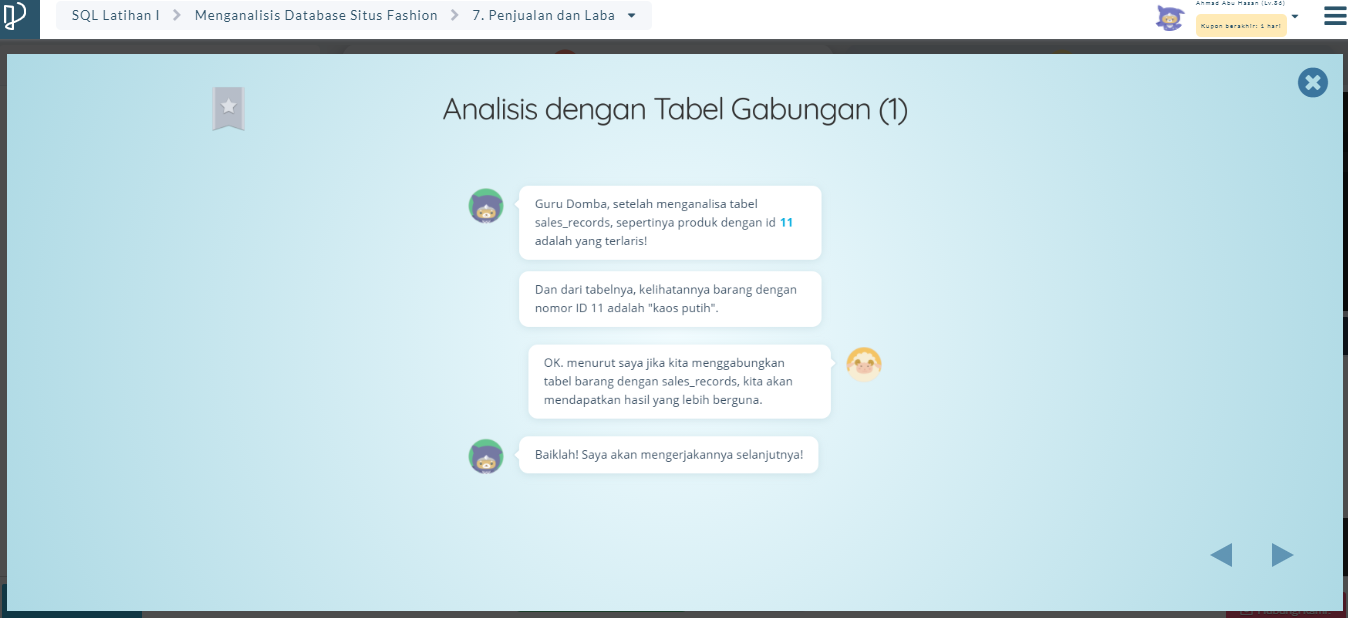 SQL Latihan I
Menganalisis Database Situs Fashion
7. Penjualan dan Laba
Ahmad Abu Hasan (Lv.86)
Kupon berakhir: 1 hari
Analisis dengan Tabel Gabungan (1)
Guru Domba, setelah menganalisa tabel
sales_records, sepertinya produk dengan id 11
adalah yang terlaris!
Dan dari tabelnya, kelihatannya barang dengan
nomor ID 11 adalah "kaos putih".
OK. menurut saya jika kita menggabungkan
tabel barang dengan sales_records, kita akan
mendapatkan hasil yang lebih berguna.
Baiklah! Saya akan mengerjakannya selanjutnya!